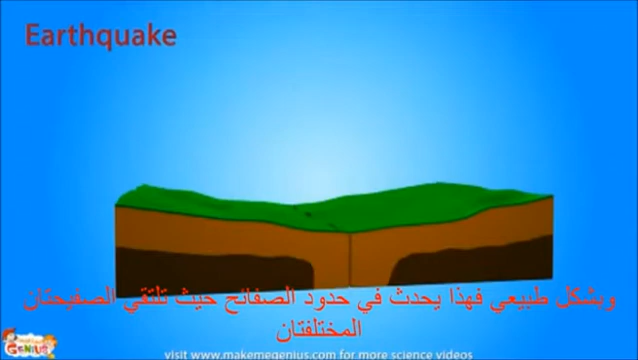 Earthquake
وبشكل طبيعي فهذا يحدث في حدود الصفائح حيث تلتقي الصفيحتان
المختلفتان
GENIUS
visit www.makemegenius.com for more science videos